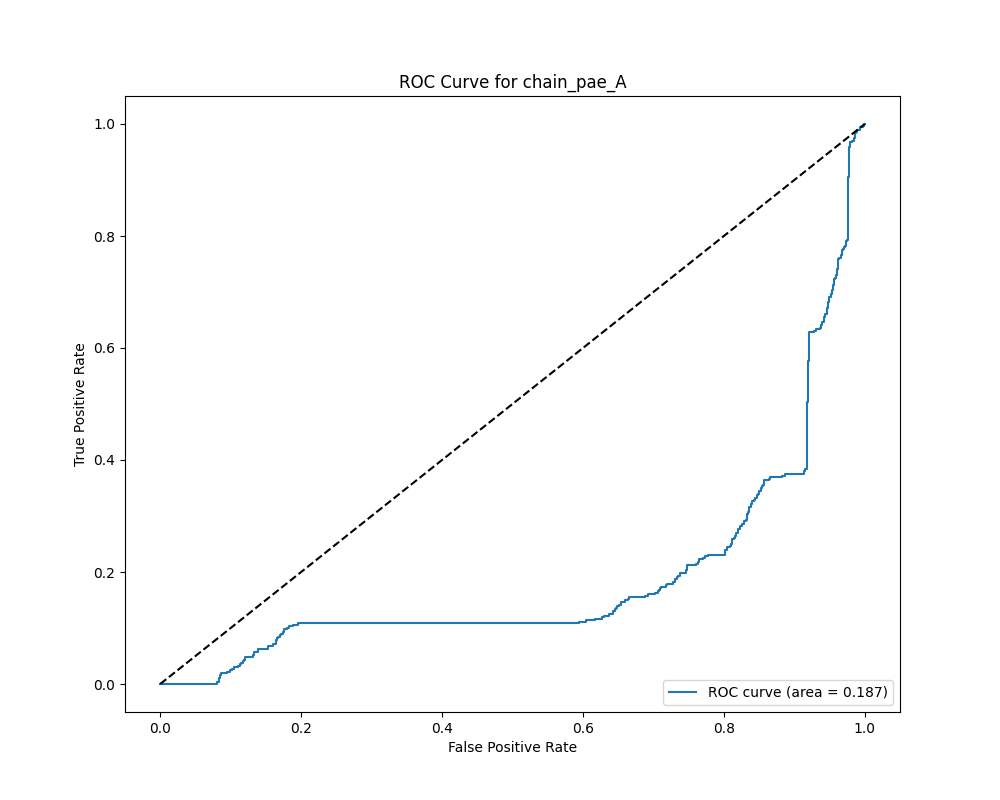 ROC Curve for chain_pae_A
True Positive Rate
1.0
0.8
0.6
0.4
0.2
0.0
ROC curve (area = 0.187)
0.0 0.2 0.4 0.6 0.8 1.0
False Positive Rate